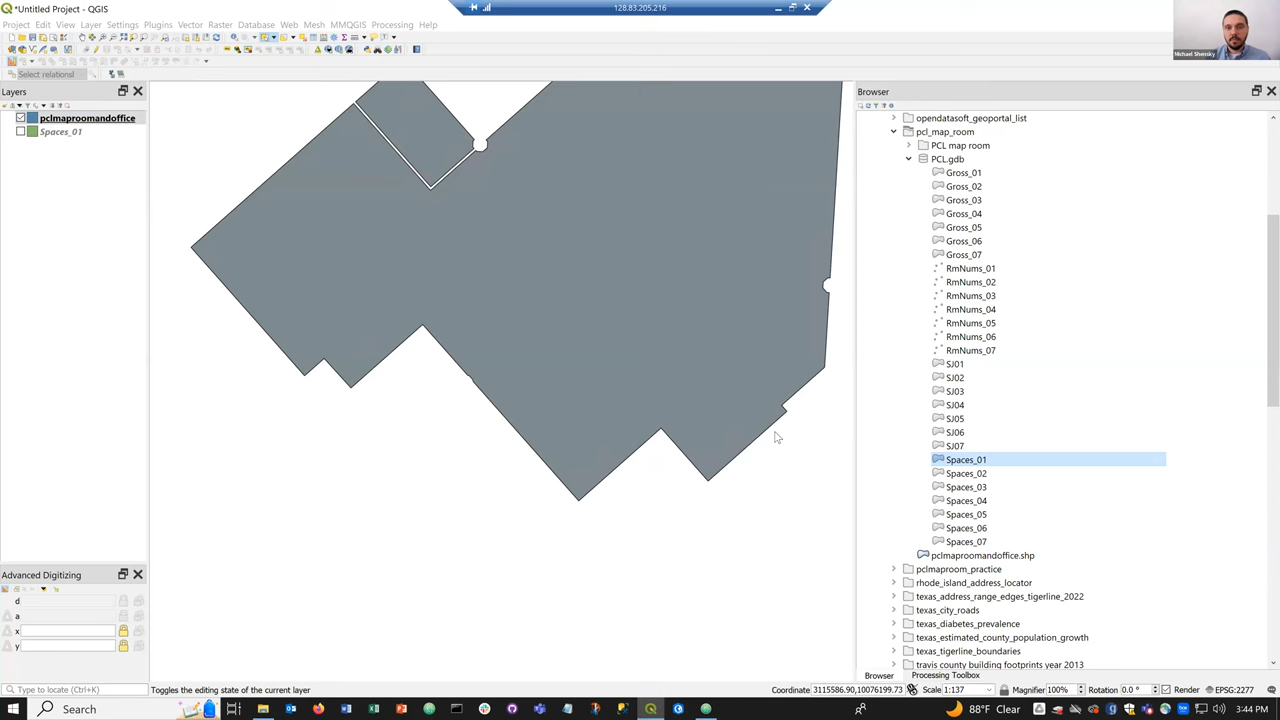 *Untitled Project - QGIS
128.83.205.216
Project Edit View Layer Settings Plugins Vector Raster Database Web Mesh MMQGIS Processing Help
Select relational
Michael Shensky
Layers
pclmaproomandoffice
Spaces_01
Browser
opendatasoft_geoportal_list
pcl_map_room
PCL map room
PCL.gdb
Gross_01
Gross_02
Gross_03
Gross_04
Gross_05
Gross_06
Gross_07
RmNums_01
RmNums_02
RmNums_03
RmNums_04
RmNums_05
RmNums_06
RmNums_07
SJ01
SJ02
SJ03
SJ04
SJ05
SJ06
SJ07
Spaces_01
Spaces_02
Spaces_03
Spaces_04
Spaces_05
Spaces_06
Spaces_07
pclmaproomandoffice.shp
pclmaproom_practice
rhode_island_address_locator
texas_address_range_edges_tigerline_2022
texas_city_roads
texas_diabetes_prevalence
texas_estimated_county_population_growth
texas_tigerline_boundaries
travis county building footprints year 2013
Browser Processing Toolbox
Advanced Digitizing
d
a
x
y
Type to locate (Ctrl+K)
Toggles the editing state of the current layer
Coordinate 3115586.90,10076199.73 Scale 1:137 Magnifier 100% Rotation 0.0 ° Render EPSG:2277
Search
88°F Clear
3:44 PM